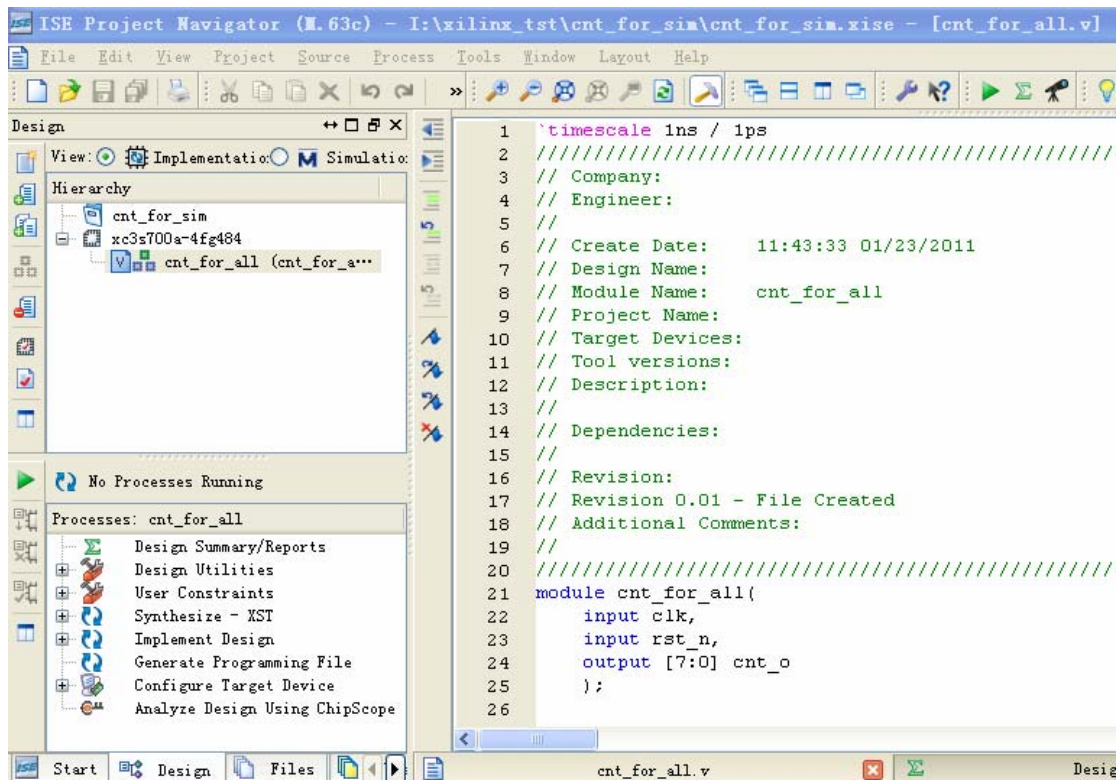 ISE Project Navigator (M.63c) - I:\xilinx_tst\cnt_for_sim\cnt_for_sim.xise - [cnt_for_all.v]
File Edit View Project Source Process Tools Window Layout Help
Design
View: Implementatio: Simulatio:
Hierarchy
cnt_for_sim
xc3s700a-4fg484
cnt_for_all (cnt_for_a...
No Processes Running
Processes: cnt_for_all
Design Summary/Reports
Design Utilities
User Constraints
Synthesize - XST
Implement Design
Generate Programming File
Configure Target Device
Analyze Design Using ChipScope
Start Design Files
1 `timescale 1ns / 1ps
2 //////////////////////////////////////////////////
3 // Company:
4 // Engineer:
5 //
6 // Create Date:    11:43:33 01/23/2011
7 // Design Name:
8 // Module Name:    cnt_for_all
9 // Project Name:
10 // Target Devices:
11 // Tool versions:
12 // Description:
13 //
14 // Dependencies:
15 //
16 // Revision:
17 // Revision 0.01 - File Created
18 // Additional Comments:
19 //
20 //////////////////////////////////////////////////
21 module cnt_for_all(
22     input clk,
23     input rst_n,
24     output [7:0] cnt_o
25     );
26
cnt_for_all.v
Desig